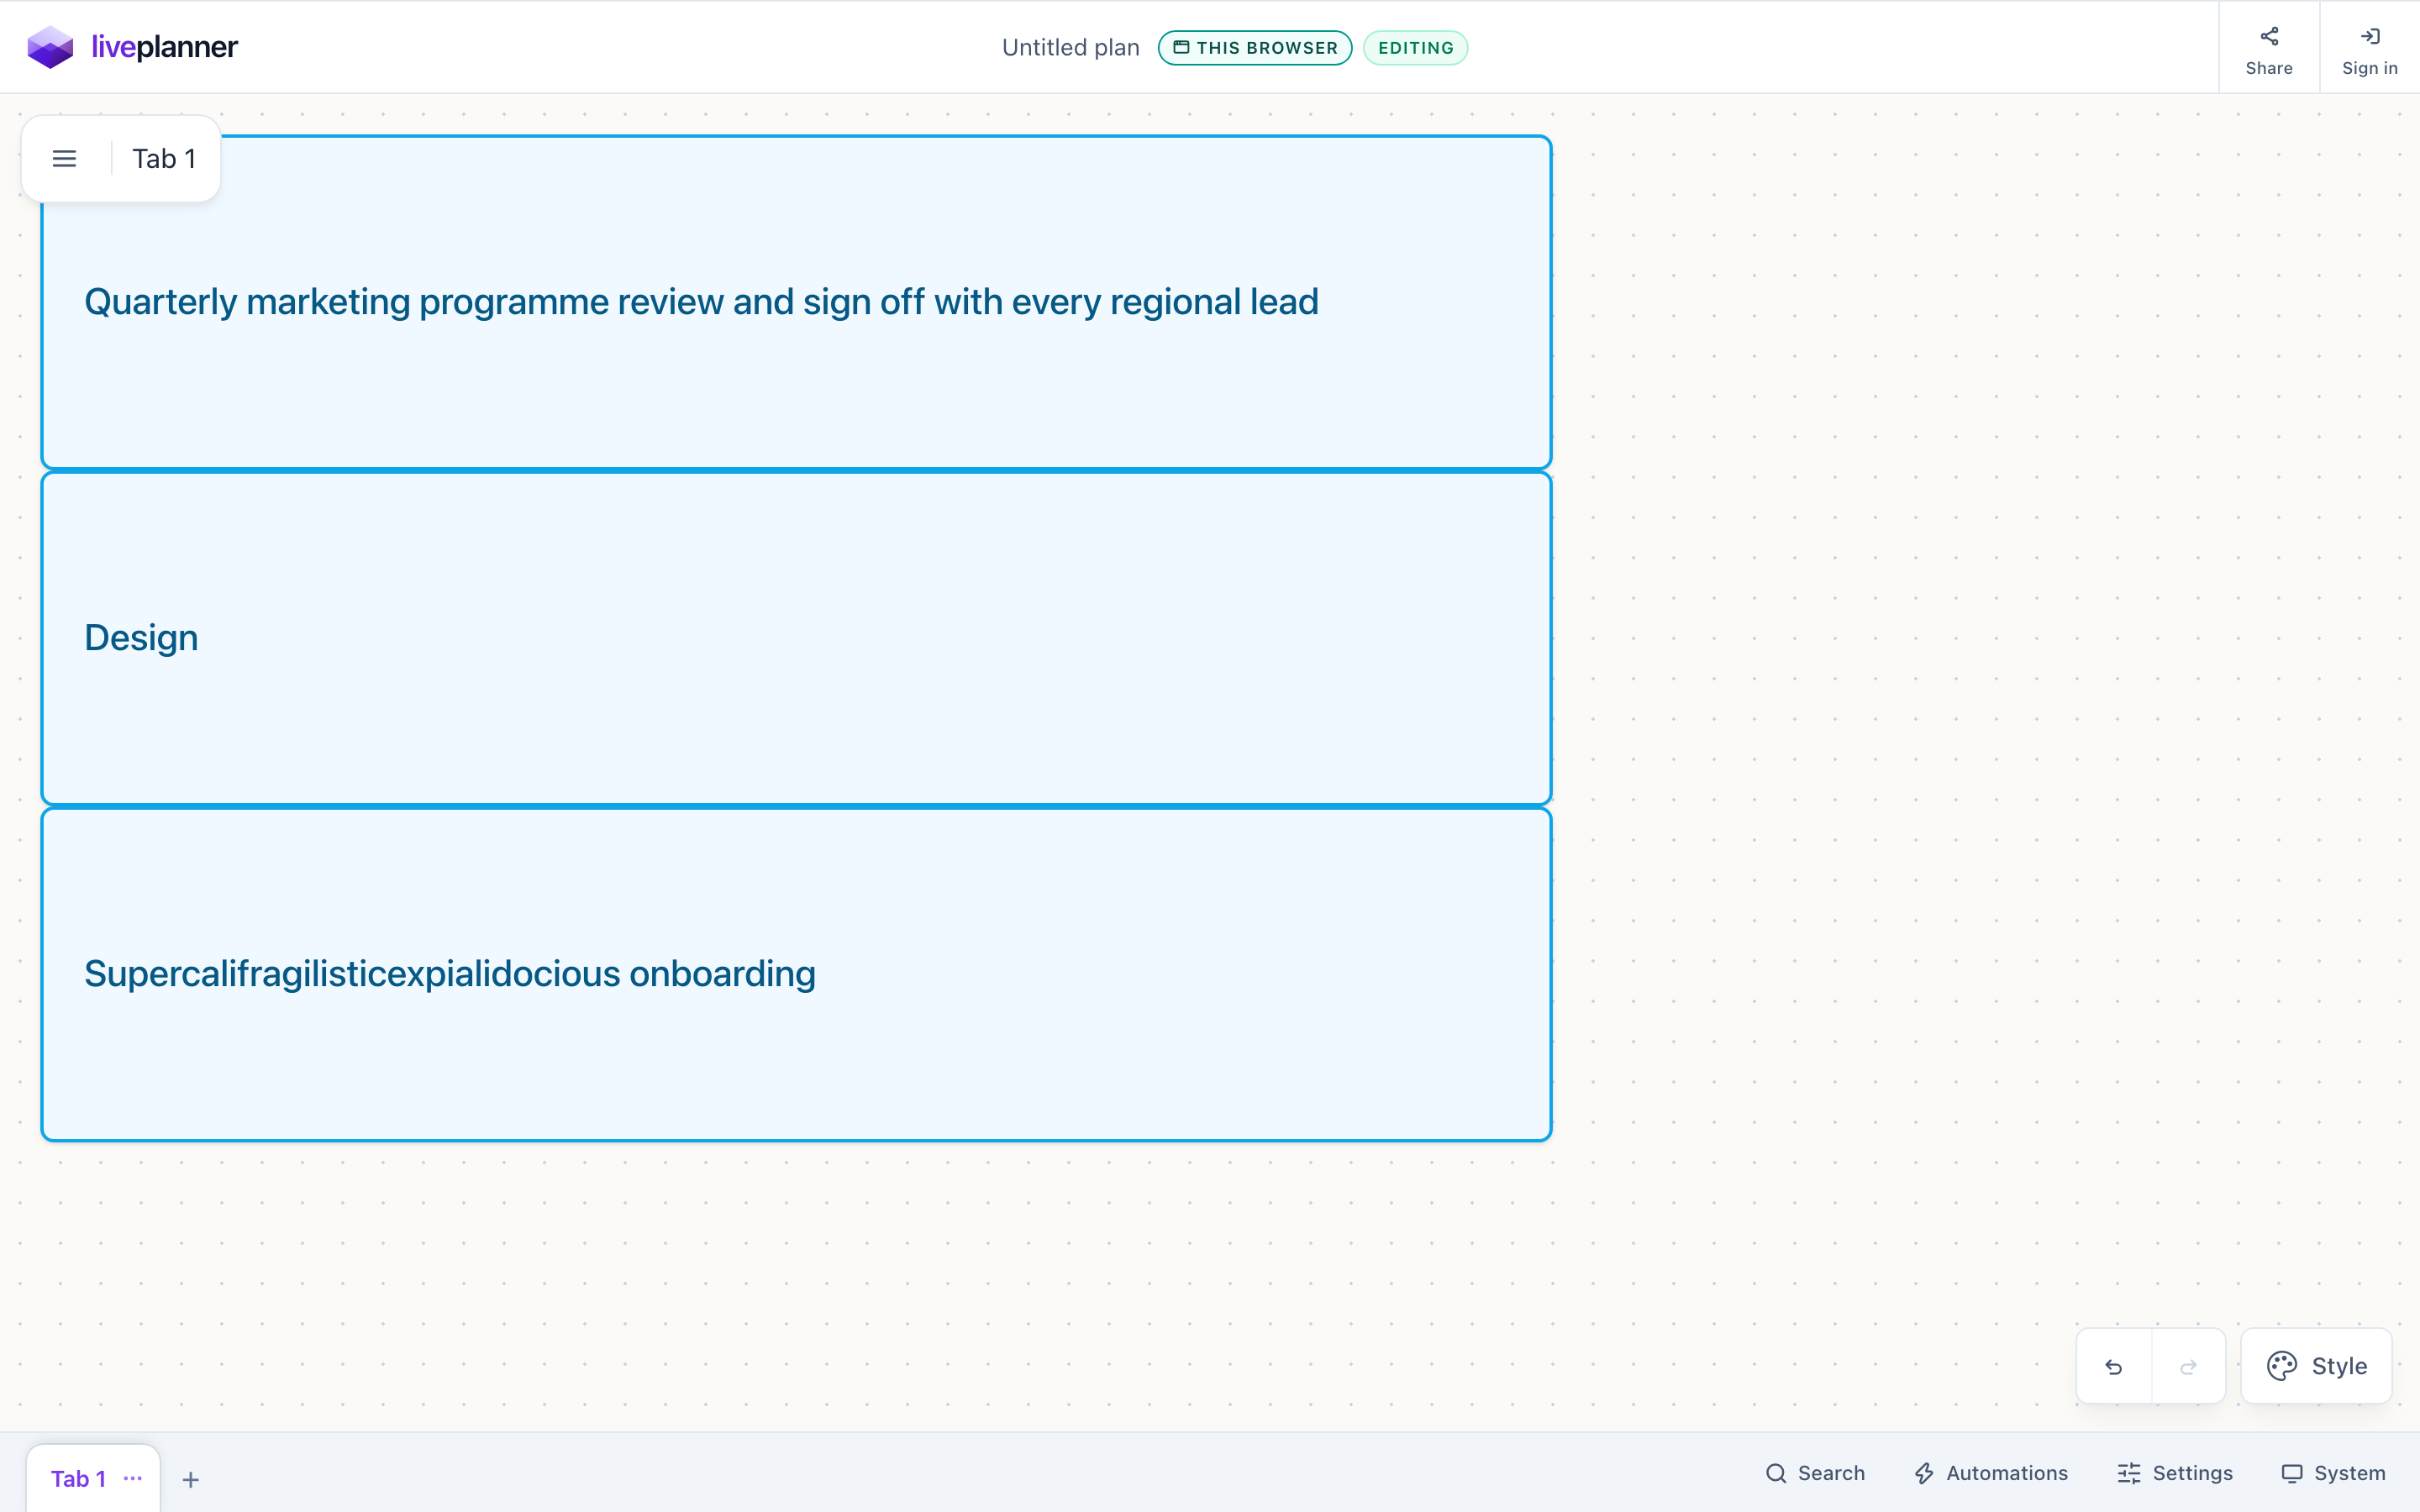 liveplanner
Untitled plan
THIS BROWSER
EDITING
Share
Sign in
Tab 1
Quarterly marketing programme review and sign off with every regional lead
Design
Supercalifragilisticexpialidocious onboarding
Style
Tab 1
Search
Automations
Settings
System